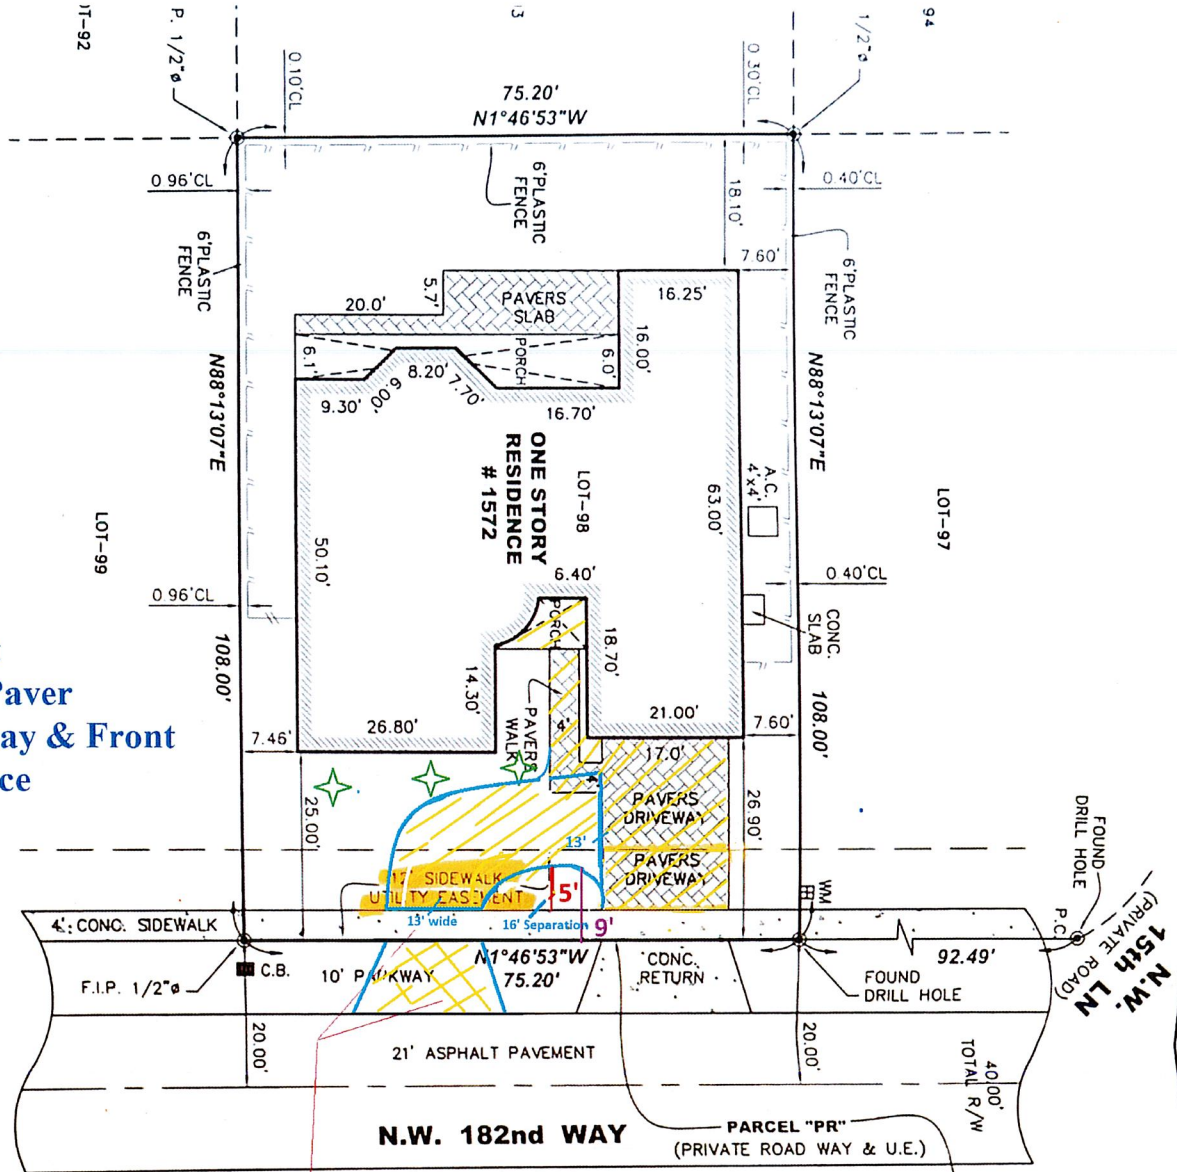 OT-92
P. 1/2"ø
0.10'CL
13
75.20'
N1°46'53"W
0.30'CL
1/2"ø
94
0.96'CL
6'PLASTIC
FENCE
6'PLASTIC
FENCE
18.10'
0.40'CL
6'PLASTIC
FENCE
7.60'
20.0'
5.7'
PAVERS
SLAB
16.25'
16.00'
6.1'
PORCH
6.0'
8.20'
9.30'
6.00'
7.70'
16.70'
N88°13'07"E
N88°13'07"E
ONE STORY
RESIDENCE
# 1572
LOT-98
A.C.
4'x4'
63.00'
LOT-97
LOT-99
50.10'
6.40'
0.96'CL
0.40'CL
PORCH
18.70'
CONC.
SLAB
108.00'
14.30'
108.00'
Paver
ay & Front
ce
7.46'
26.80'
PAVERS
WALK
4'
21.00'
7.60'
17.0'
4'
25.00'
PAVERS
DRIVEWAY
26.90'
13'
PAVERS
DRIVEWAY
12' SIDEWALK
UTILITY EASEMENT
5'
WM
FOUND
DRILL HOLE
4' CONC. SIDEWALK
13' wide
16' Separation
9'
P.C.
(PRIVATE ROAD)
15th LN
N.W.
C.B.
10' PARKWAY
N1°46'53"W
75.20'
CONC.
RETURN
92.49'
F.I.P. 1/2"ø
FOUND
DRILL HOLE
20.00'
21' ASPHALT PAVEMENT
20.00'
40.00'
TOTAL R/W
N.W. 182nd WAY
PARCEL "PR"
(PRIVATE ROAD WAY & U.E.)